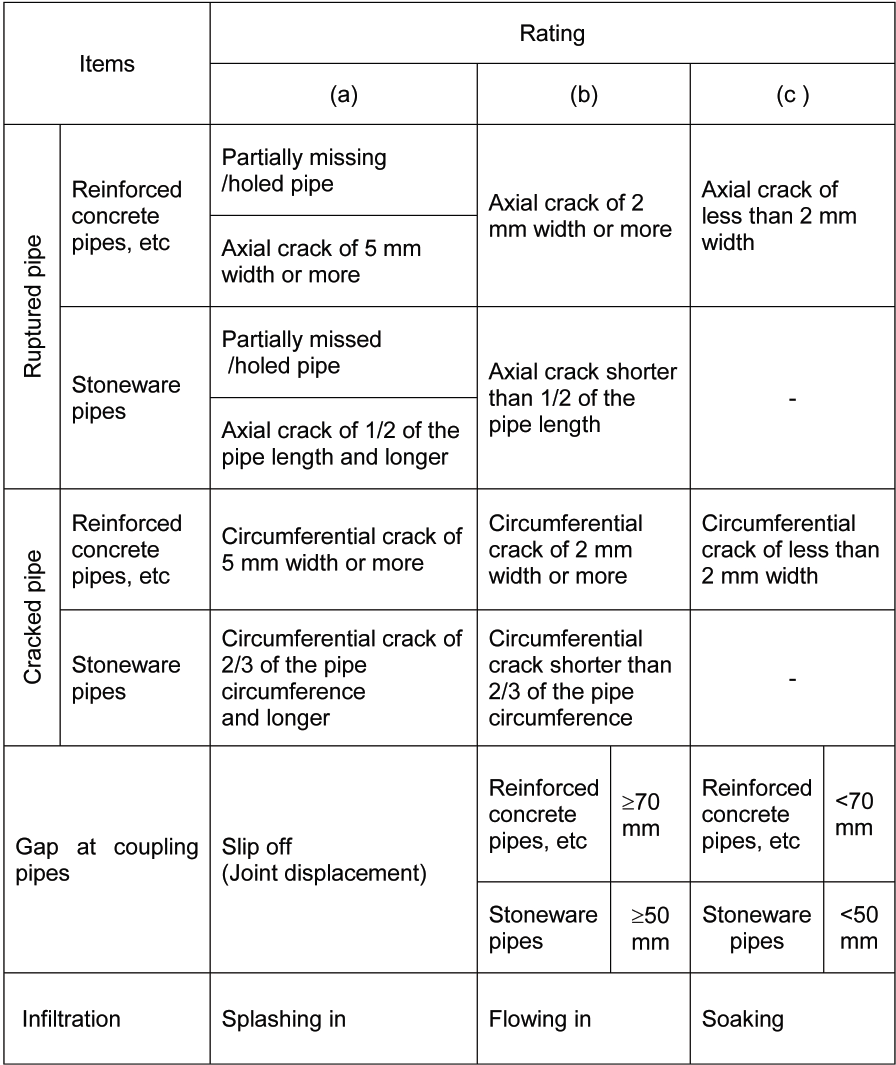 Items
Rating
(a)
(b)
(c )
Ruptured pipe
Reinforced
concrete
pipes, etc
Partially missing
/holed pipe
Axial crack of 5 mm
width or more
Axial crack of 2
mm width or more
Axial crack of
less than 2 mm
width
Stoneware
pipes
Partially missed
/holed pipe
Axial crack of 1/2 of the
pipe length and longer
Axial crack shorter
than 1/2 of the
pipe length
-
Cracked pipe
Reinforced
concrete
pipes, etc
Circumferential crack of
5 mm width or more
Circumferential
crack of 2 mm
width or more
Circumferential
crack of less than
2 mm width
Stoneware
pipes
Circumferential crack of
2/3 of the pipe
circumference
and longer
Circumferential
crack shorter than
2/3 of the pipe
circumference
-
Gap at coupling
pipes
Slip off
(Joint displacement)
Reinforced
concrete
pipes, etc
≥70
mm
Reinforced
concrete
pipes, etc
<70
mm
Stoneware
pipes
≥50
mm
Stoneware
pipes
<50
mm
Infiltration
Splashing in
Flowing in
Soaking